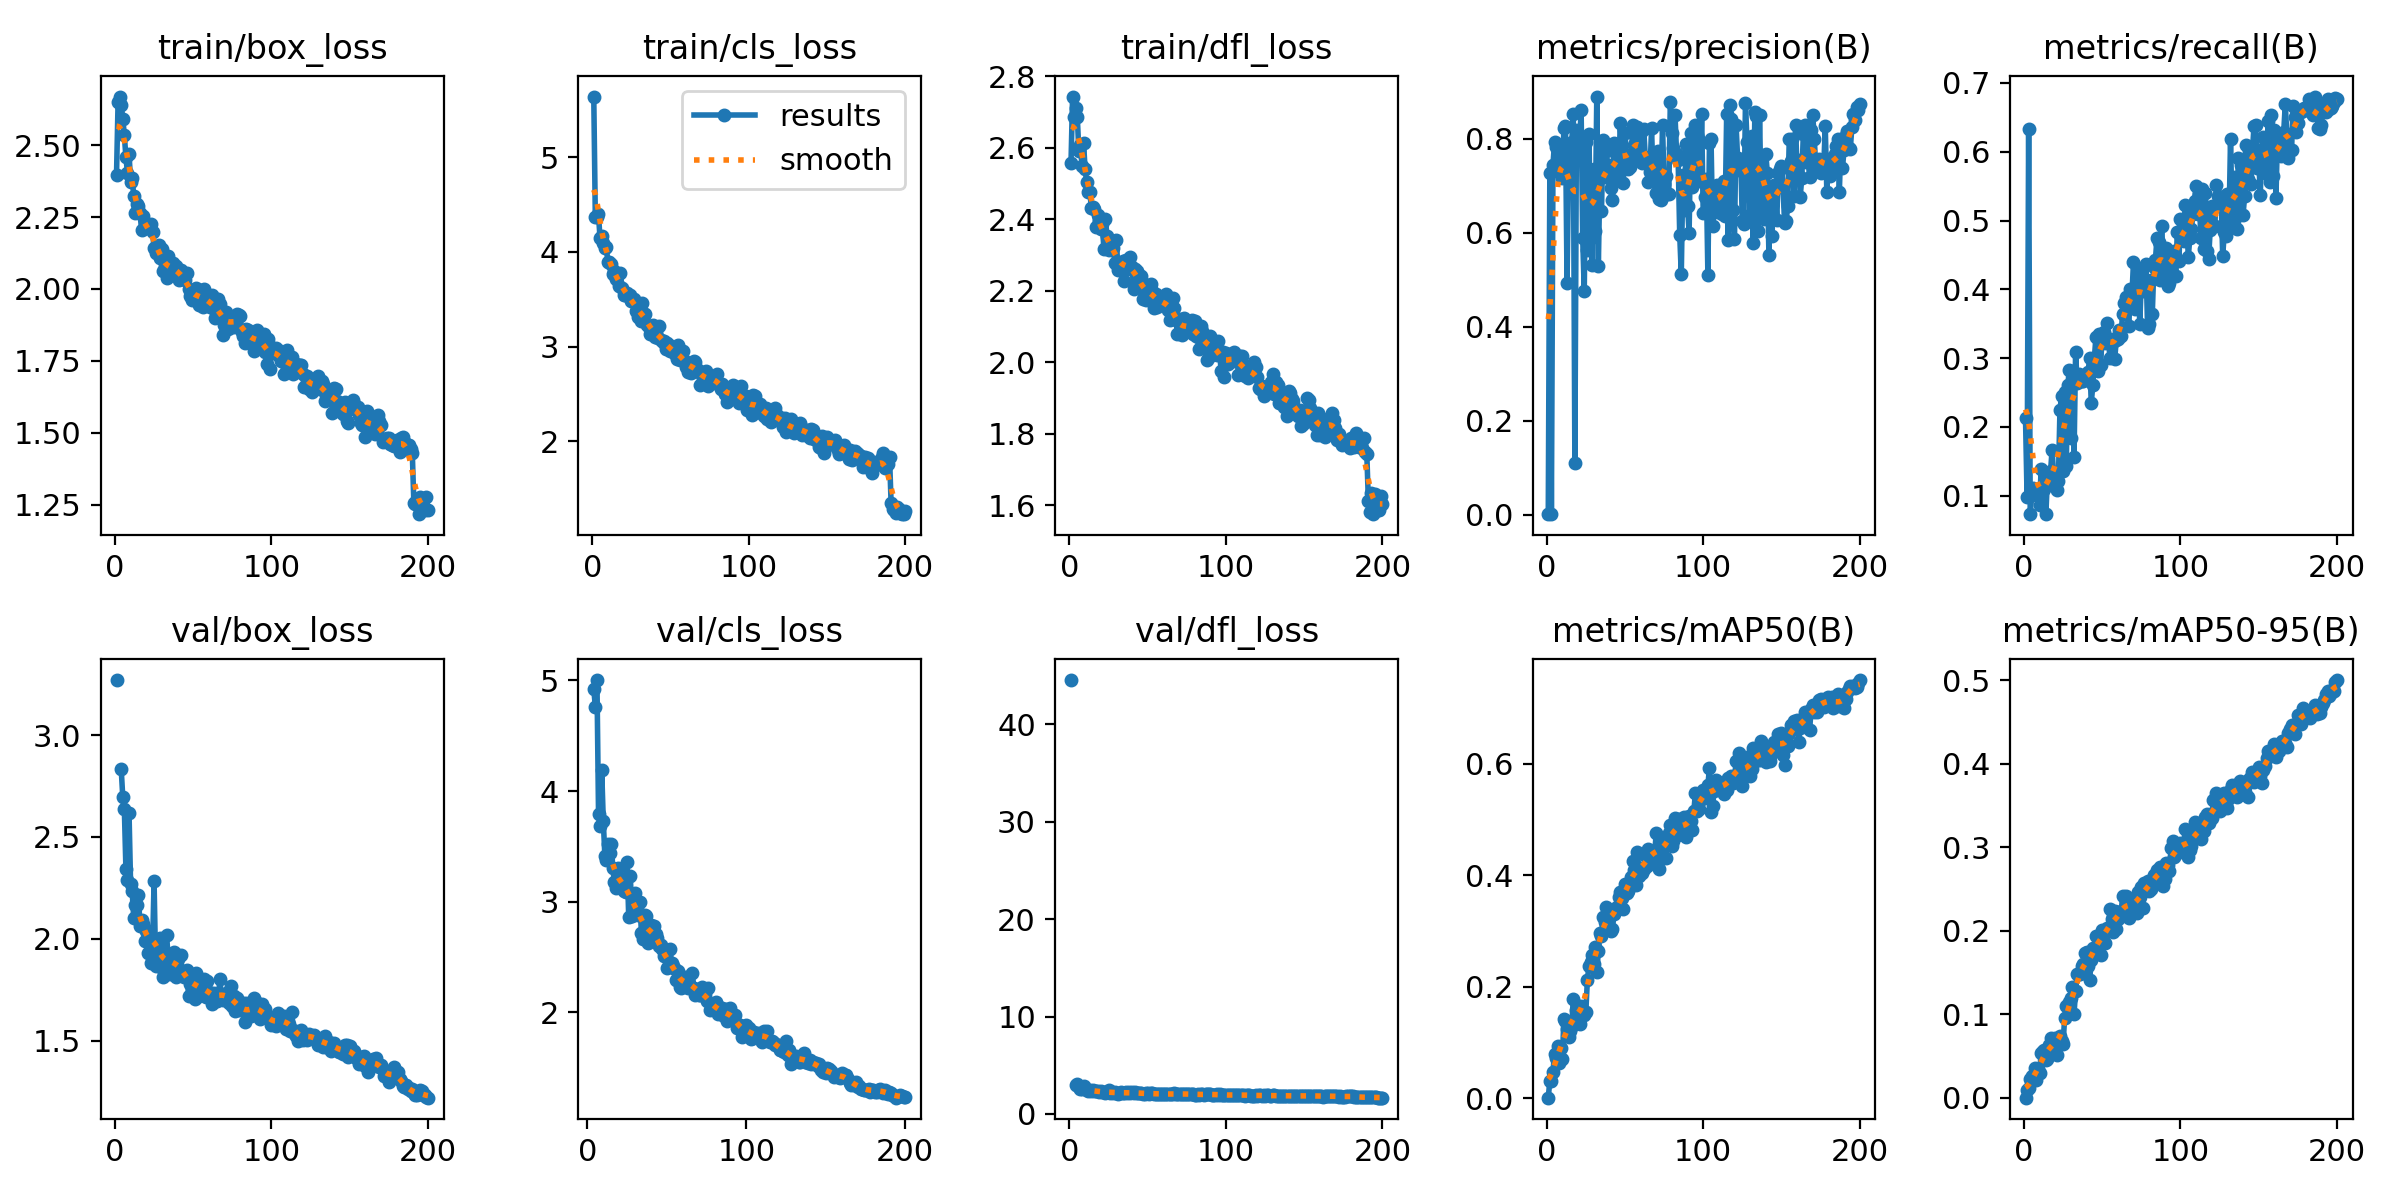 train/box_loss
2.50
2.25
2.00
1.75
1.50
1.25
0 100 200
train/cls_loss
results
smooth
5
4
3
2
0 100 200
train/dfl_loss
2.8
2.6
2.4
2.2
2.0
1.8
1.6
0 100 200
metrics/precision(B)
0.8
0.6
0.4
0.2
0.0
0 100 200
metrics/recall(B)
0.7
0.6
0.5
0.4
0.3
0.2
0.1
0 100 200
val/box_loss
3.0
2.5
2.0
1.5
0 100 200
val/cls_loss
5
4
3
2
0 100 200
val/dfl_loss
40
30
20
10
0
0 100 200
metrics/mAP50(B)
0.6
0.4
0.2
0.0
0 100 200
metrics/mAP50-95(B)
0.5
0.4
0.3
0.2
0.1
0.0
0 100 200